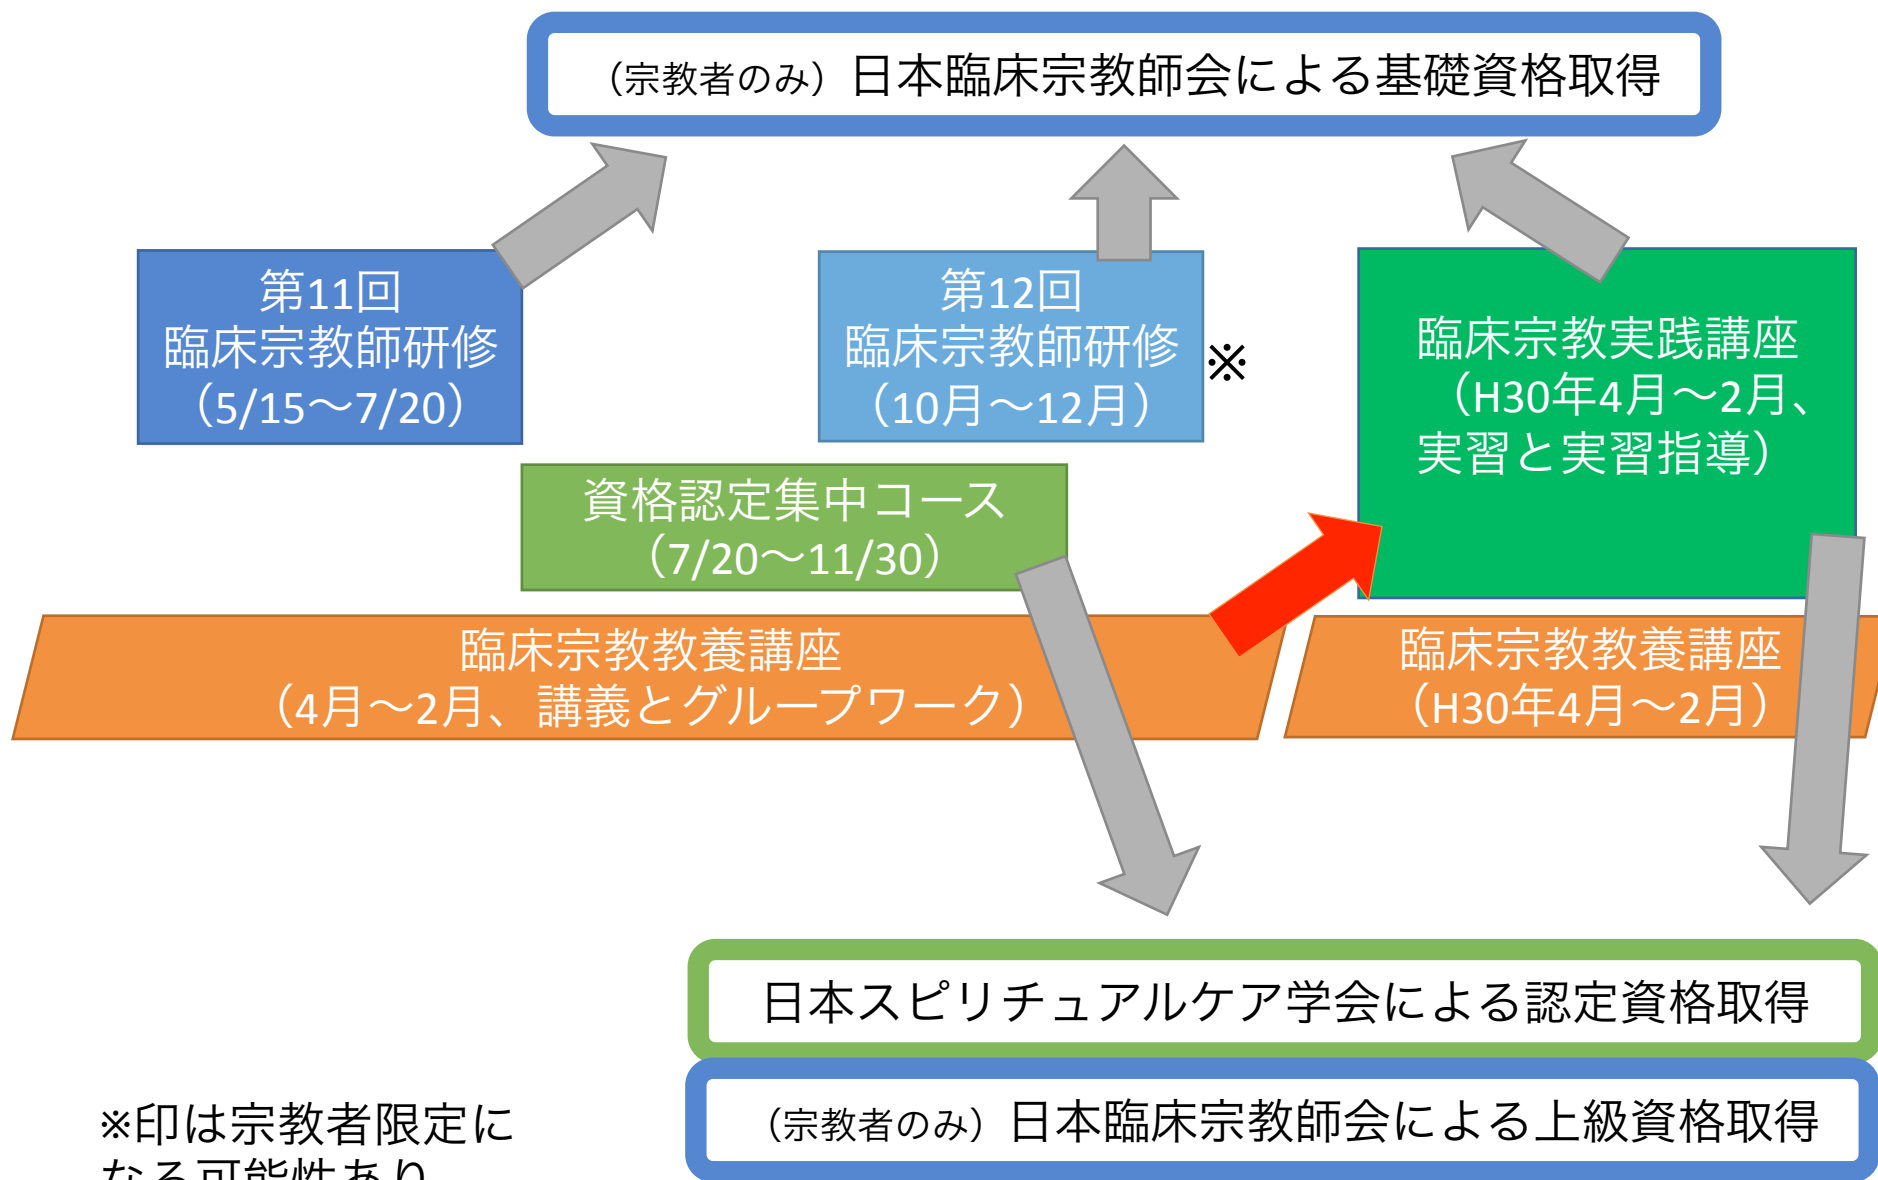 （宗教者のみ）日本臨床宗教師会による基礎資格取得
第11回
臨床宗教師研修
（5/15～7/20）
第12回
臨床宗教師研修
（10月～12月）
※
臨床宗教実践講座
（H30年4月～2月、
実習と実習指導）
資格認定集中コース
（7/20～11/30）
臨床宗教教養講座
（4月～2月、講義とグループワーク）
臨床宗教教養講座
（H30年4月～2月）
日本スピリチュアルケア学会による認定資格取得
（宗教者のみ）日本臨床宗教師会による上級資格取得
※印は宗教者限定に
なる可能性あり